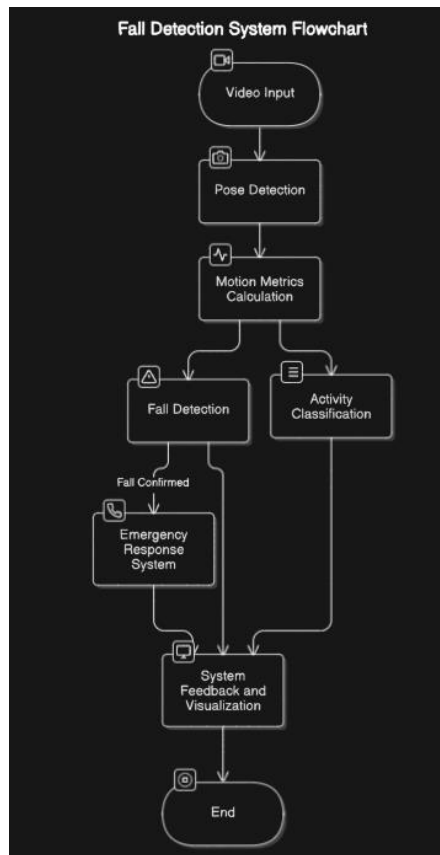 Fall Detection System Flowchart
Video Input
Pose Detection
Motion Metrics
Calculation
Fall Detection
Activity
Classification
Fall Confirmed
Emergency
Response
System
System
Feedback and
Visualization
End